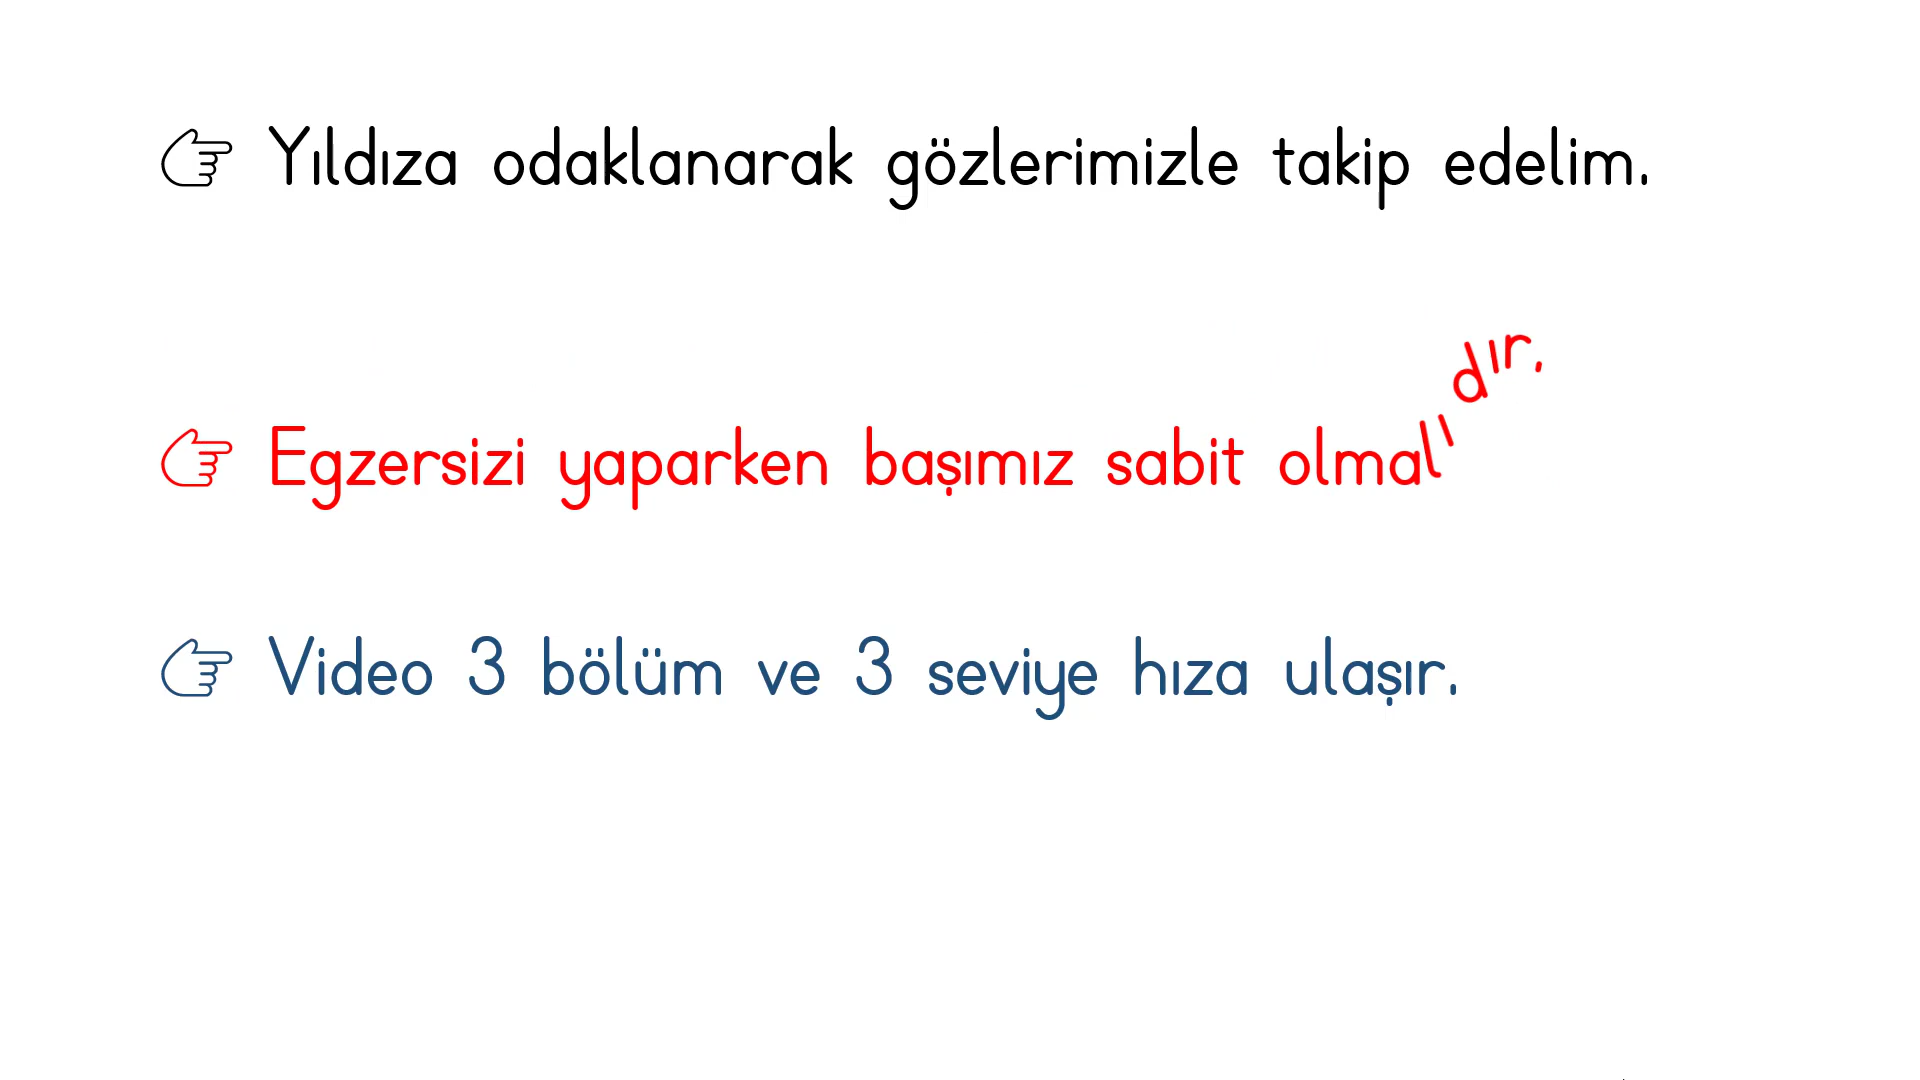 ☞ Yıldıza odaklanarak gözlerimizle takip edelim.
☞ Egzersizi yaparken başımız sabit olmalıdır.
☞ Video 3 bölüm ve 3 seviye hıza ulaşır.